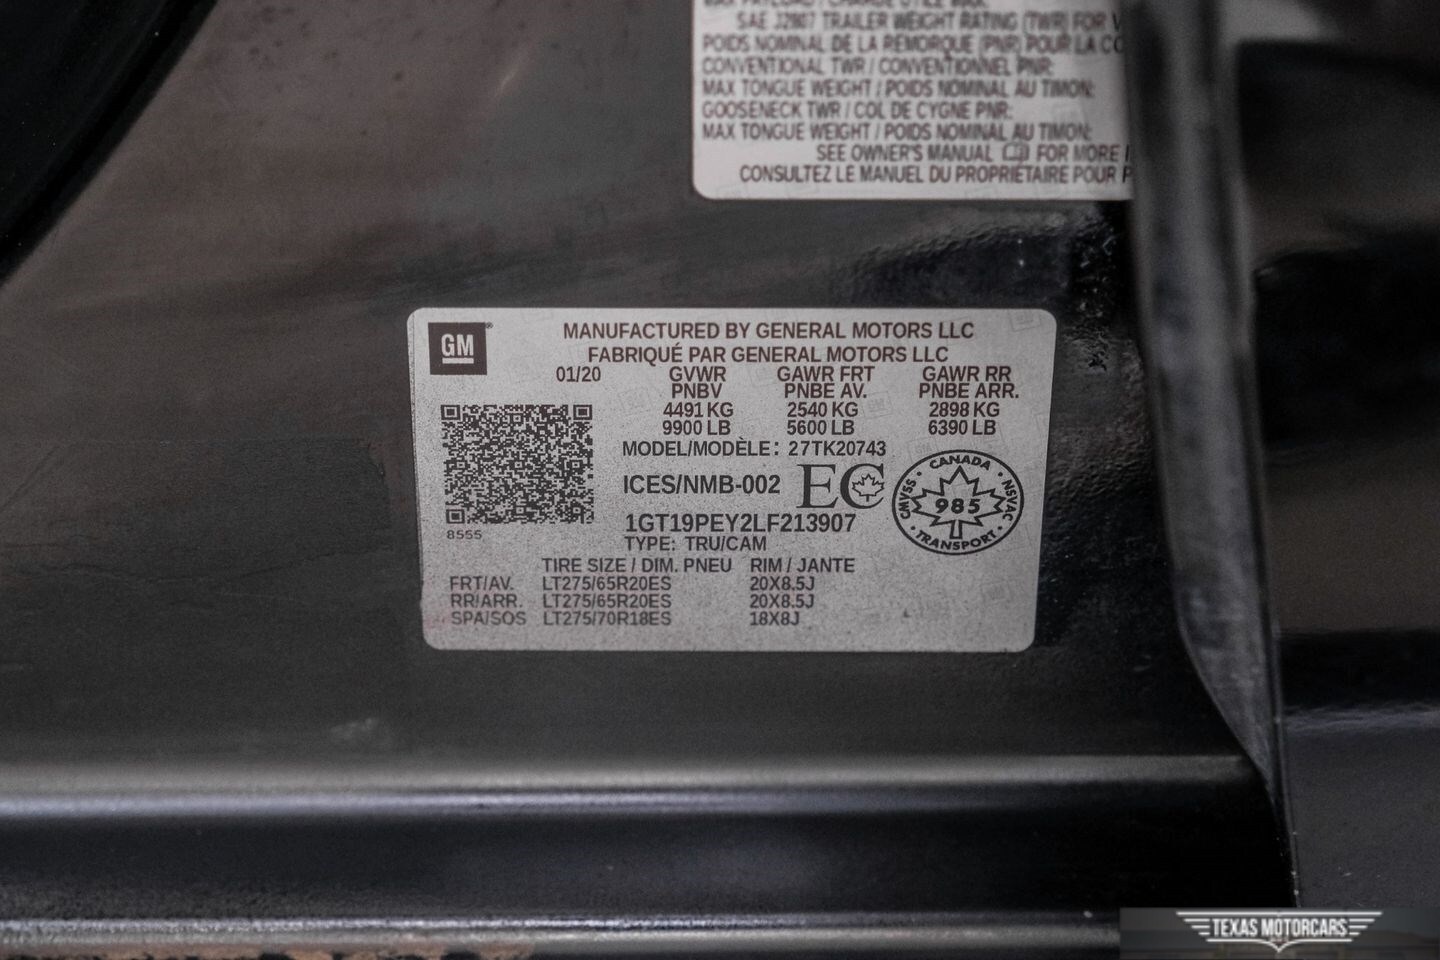 SAE J2807 TRAILER WEIGHT RATING (TWR) FOR
POIDS NOMINAL DE LA REMORQUE (PNR) POUR LA
CONVENTIONAL TWR / CONVENTIONNEL PNR:
MAX TONGUE WEIGHT / POIDS NOMINAL AU TIMON:
GOOSENECK TWR / COL DE CYGNE PNR:
MAX TONGUE WEIGHT / POIDS NOMINAL AU TIMON:
SEE OWNER'S MANUAL FOR MORE
CONSULTEZ LE MANUEL DU PROPRIÉTAIRE POUR
GM
MANUFACTURED BY GENERAL MOTORS LLC
FABRIQUÉ PAR GENERAL MOTORS LLC
01/20 GVWR GAWR FRT GAWR RR
PNBV PNBE AV. PNBE ARR.
4491 KG 2540 KG 2898 KG
9900 LB 5600 LB 6390 LB
MODEL/MODÈLE: 27TK20743
ICES/NMB-002 EC
CANADA
CMVSS 985 NSVAC
TRANSPORT
1GT19PEY2LF213907
8555
TYPE: TRU/CAM
TIRE SIZE / DIM. PNEU RIM / JANTE
FRT/AV. LT275/65R20ES 20X8.5J
RR/ARR. LT275/65R20ES 20X8.5J
SPA/SOS LT275/70R18ES 18X8J
TEXAS MOTORCARS